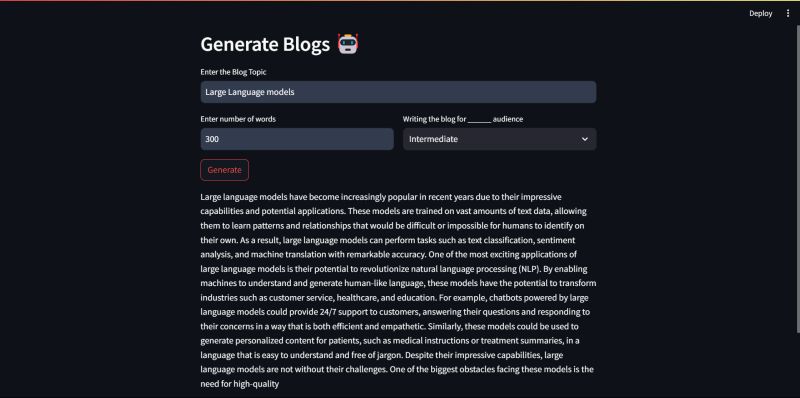 Deploy
Generate Blogs
Enter the Blog Topic
Large Language models
Enter number of words
Writing the blog for ______ audience
300
Intermediate
Generate
Large language models have become increasingly popular in recent years due to their impressive
capabilities and potential applications. These models are trained on vast amounts of text data, allowing
them to learn patterns and relationships that would be difficult or impossible for humans to identify on
their own. As a result, large language models can perform tasks such as text classification, sentiment
analysis, and machine translation with remarkable accuracy. One of the most exciting applications of
large language models is their potential to revolutionize natural language processing (NLP). By enabling
machines to understand and generate human-like language, these models have the potential to transform
industries such as customer service, healthcare, and education. For example, chatbots powered by large
language models could provide 24/7 support to customers, answering their questions and responding to
their concerns in a way that is both efficient and empathetic. Similarly, these models could be used to
generate personalized content for patients, such as medical instructions or treatment summaries, in a
language that is easy to understand and free of jargon. Despite their impressive capabilities, large
language models are not without their challenges. One of the biggest obstacles facing these models is the
need for high-quality